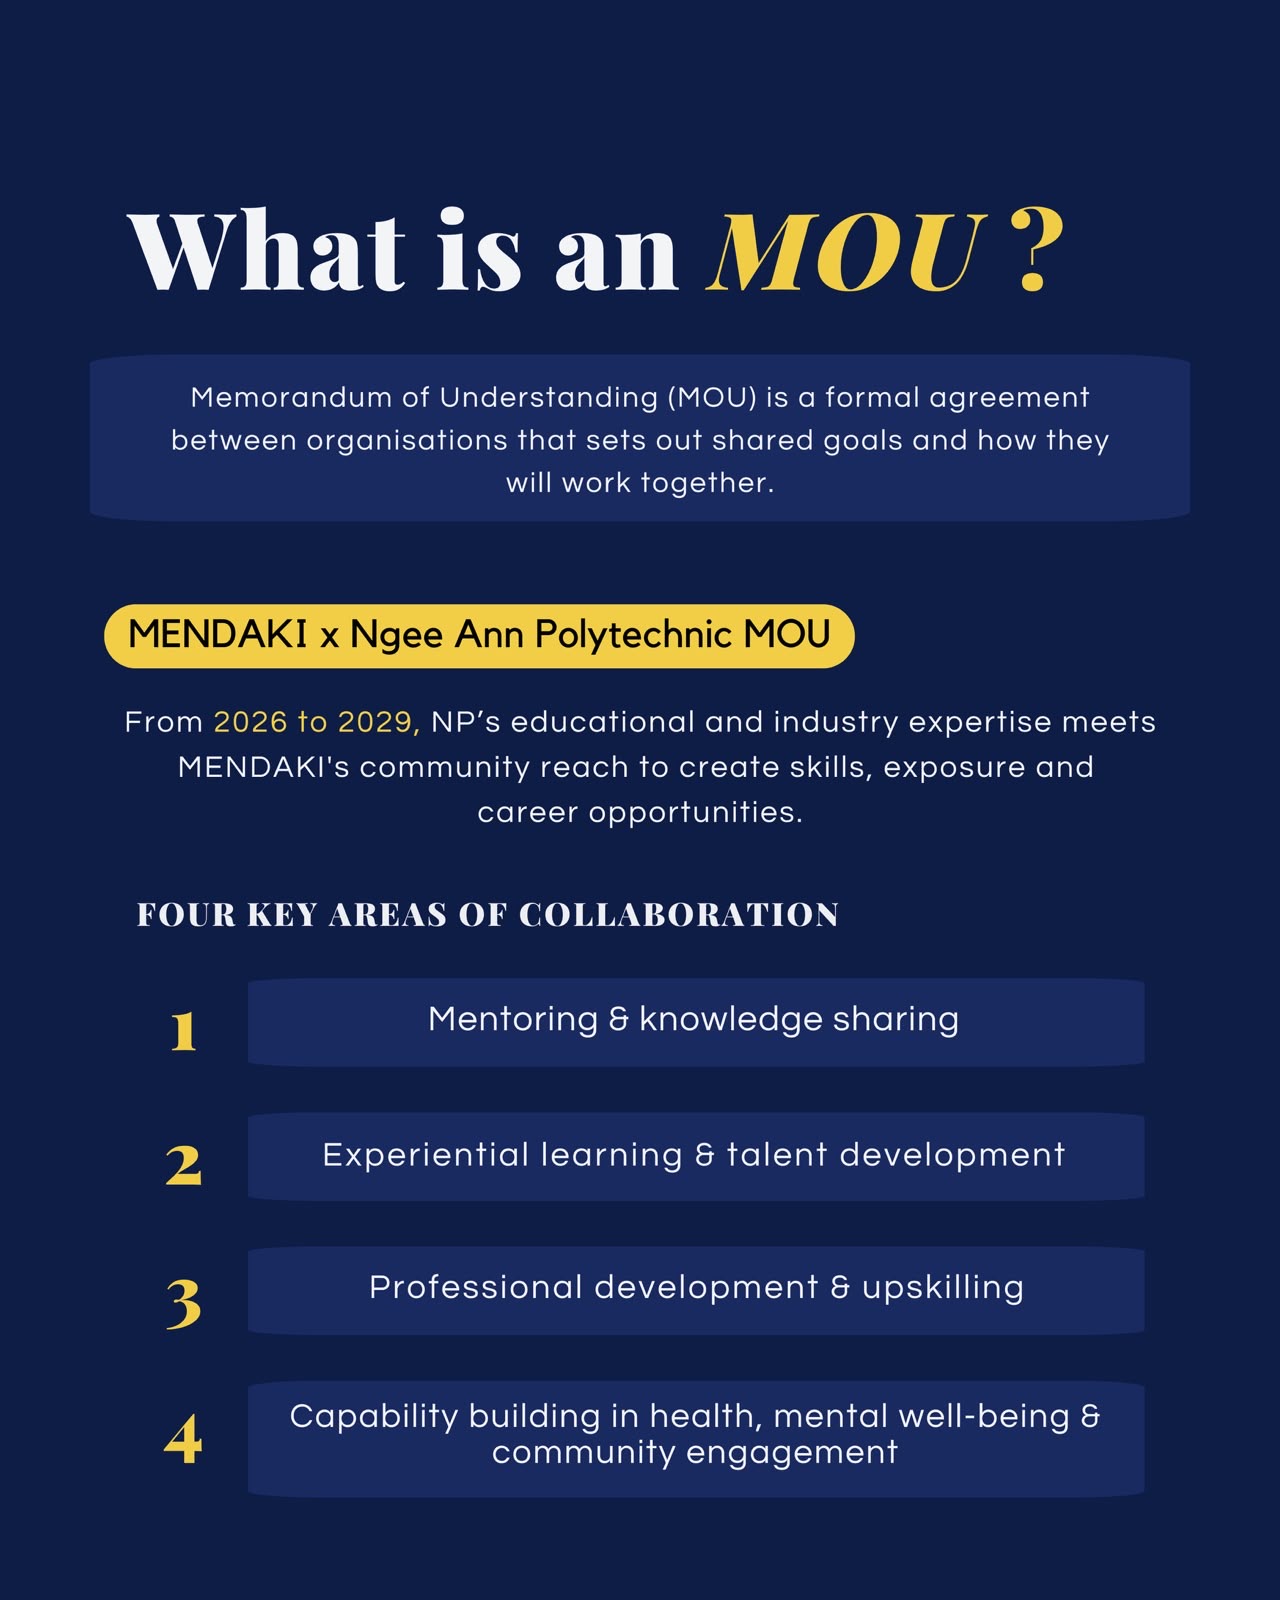 What is an MOU ?
Memorandum of Understanding (MOU) is a formal agreement
between organisations that sets out shared goals and how they
will work together.
MENDAKI x Ngee Ann Polytechnic MOU
From 2026 to 2029, NP’s educational and industry expertise meets
MENDAKI's community reach to create skills, exposure and
career opportunities.
FOUR KEY AREAS OF COLLABORATION
1 Mentoring & knowledge sharing
2 Experiential learning & talent development
3 Professional development & upskilling
4 Capability building in health, mental well-being &
community engagement